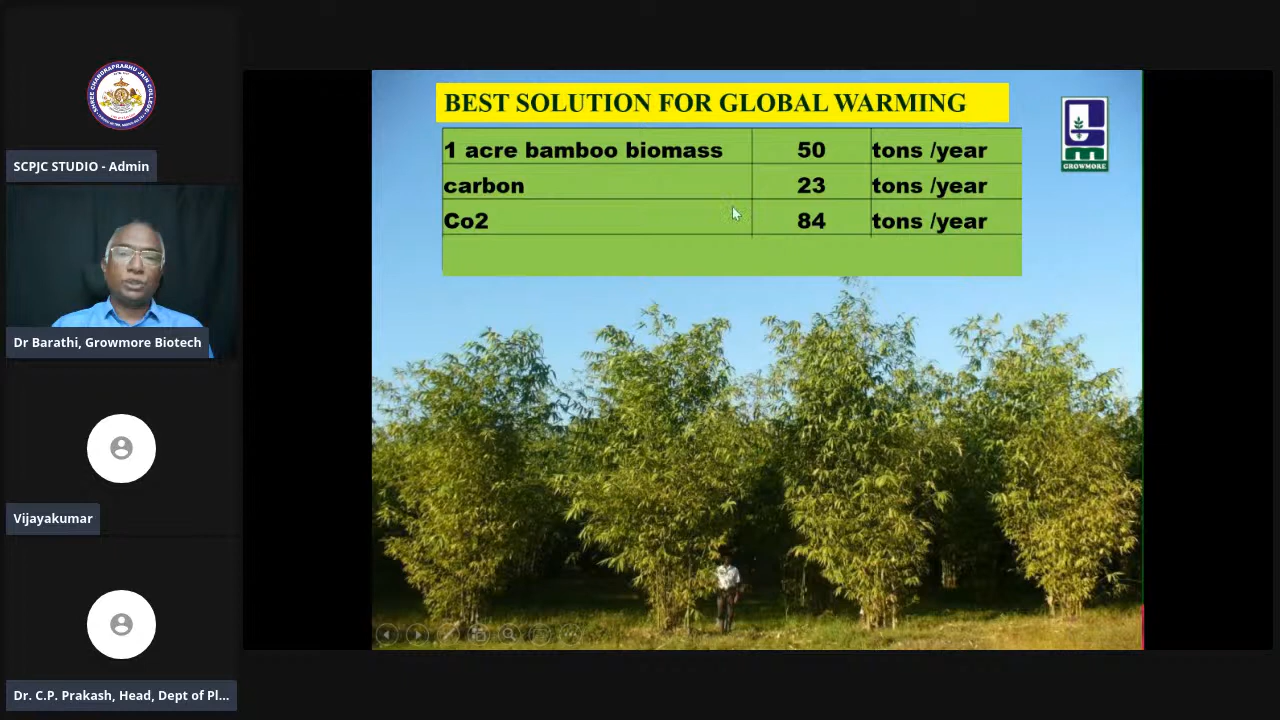 SCPJC STUDIO - Admin
Dr Barathi, Growmore Biotech
Vijayakumar
Dr. C.P. Prakash, Head, Dept of Pl...
BEST SOLUTION FOR GLOBAL WARMING
1 acre bamboo biomass 50 tons /year
carbon 23 tons /year
Co2 84 tons /year
GROWMORE